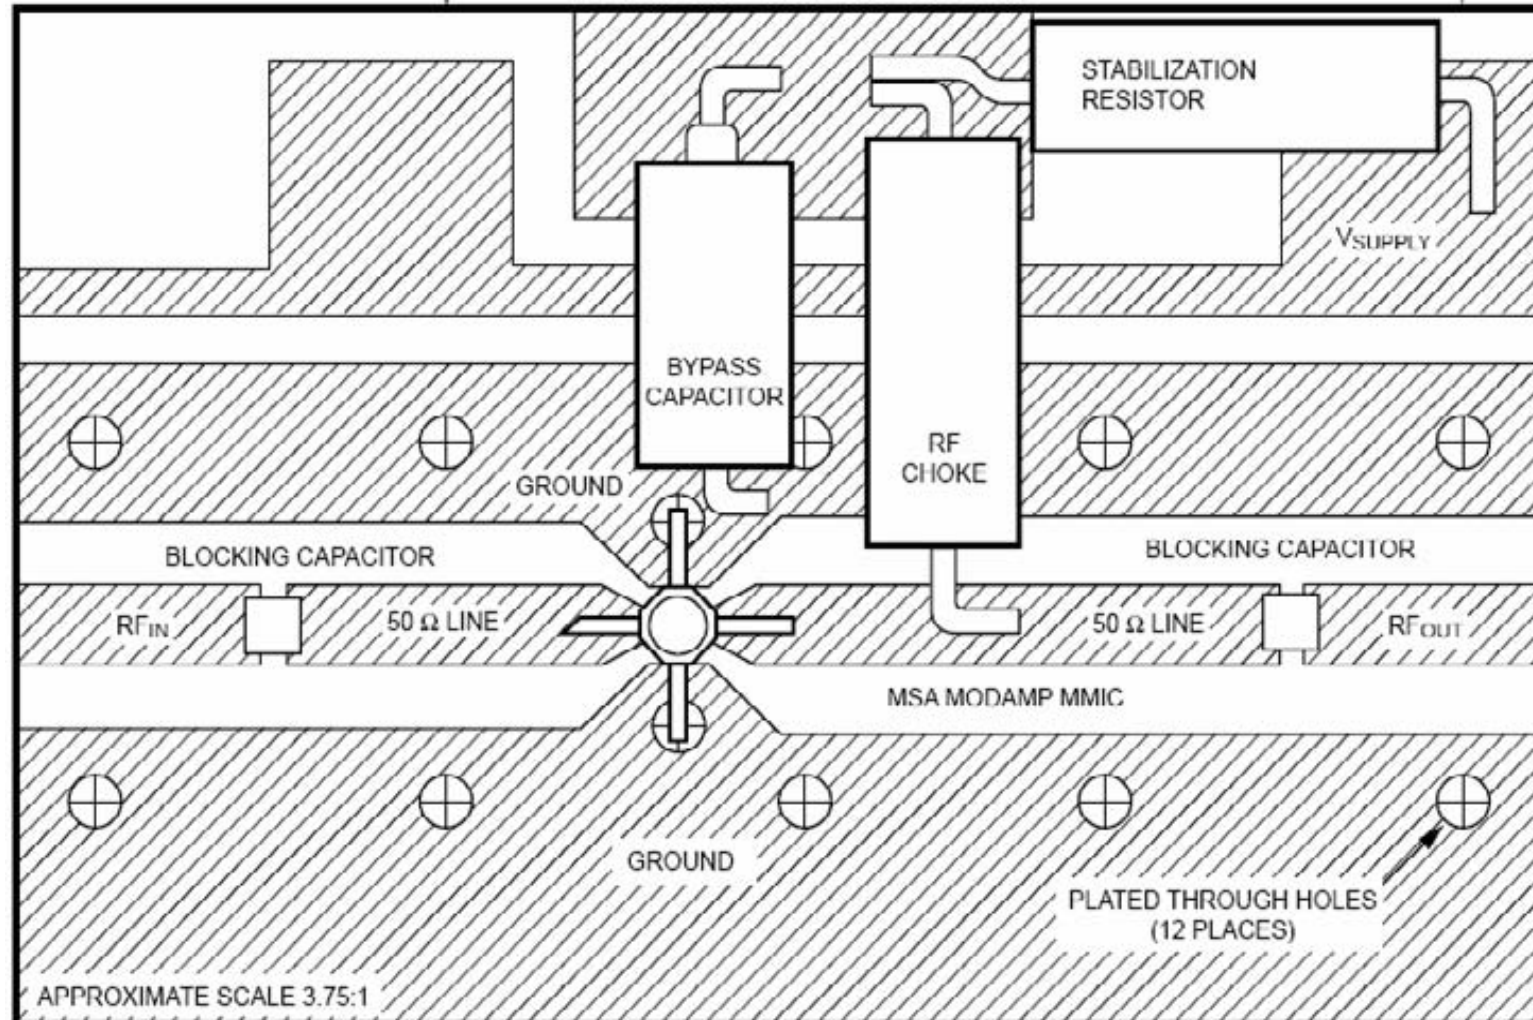 STABILIZATION
RESISTOR
VSUPPLY
BYPASS
CAPACITOR
RF
CHOKE
GROUND
BLOCKING CAPACITOR
BLOCKING CAPACITOR
RFIN
50 Ω LINE
50 Ω LINE
RFOUT
MSA MODAMP MMIC
GROUND
PLATED THROUGH HOLES
(12 PLACES)
APPROXIMATE SCALE 3.75:1